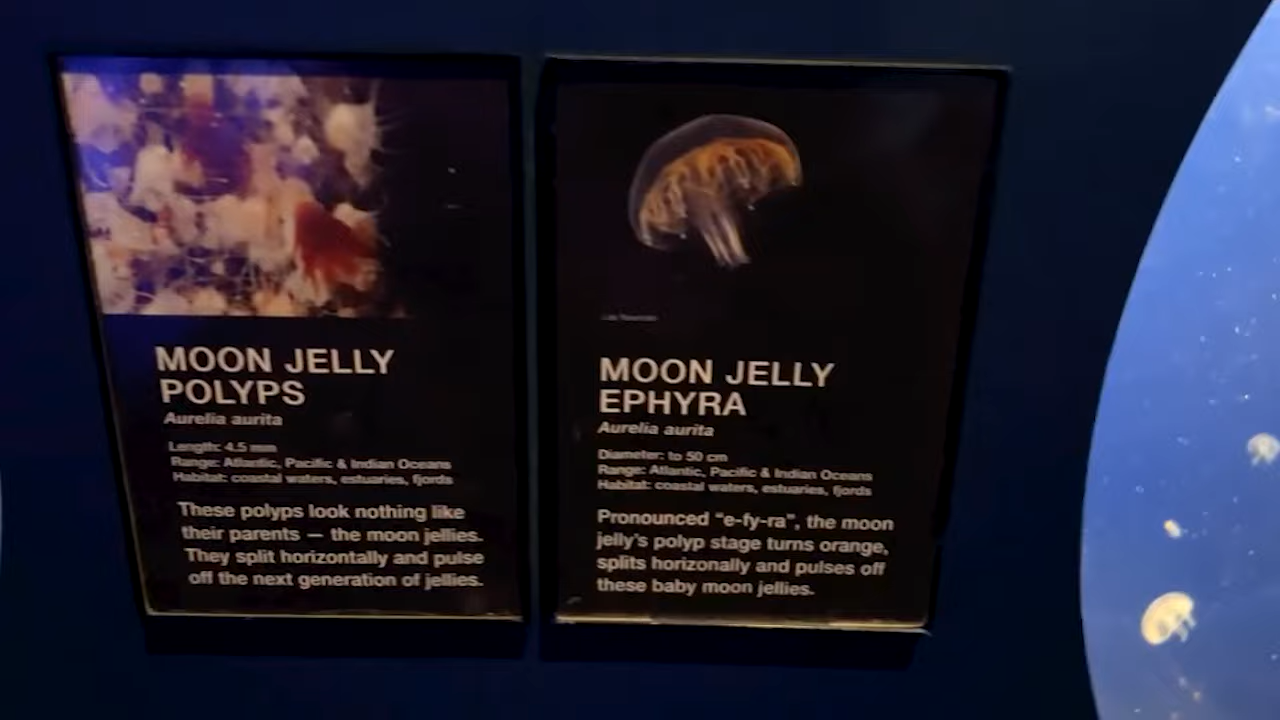 MOON JELLY
POLYPS
Aurelia aurita
Length: 4.5 mm
Range: Atlantic, Pacific & Indian Oceans
Habitat: coastal waters, estuaries, fjords
These polyps look nothing like
their parents — the moon jellies.
They split horizontally and pulse
off the next generation of jellies.
MOON JELLY
EPHYRA
Aurelia aurita
Diameter: to 50 cm
Range: Atlantic, Pacific & Indian Oceans
Habitat: coastal waters, estuaries, fjords
Pronounced “e-fy-ra”, the moon
jelly’s polyp stage turns orange,
splits horizonally and pulses off
these baby moon jellies.